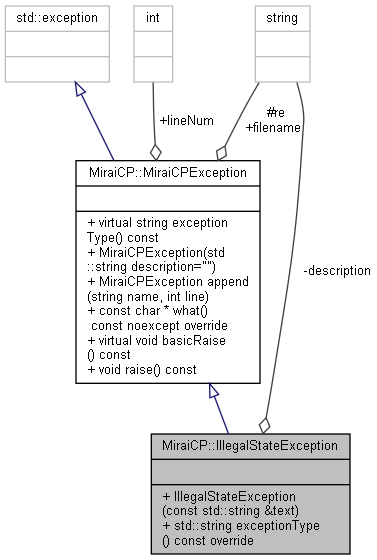 std::exception
int
string
+lineNum
#re
+filename
MiraiCP::MiraiCPException
+ virtual string exception
Type() const
+ MiraiCPException(std
::string description="")
+ MiraiCPException append
(string name, int line)
+ const char * what()
const noexcept override
+ virtual void basicRaise
() const
+ void raise() const
-description
MiraiCP::IllegalStateException
+ IllegalStateException
(const std::string &text)
+ std::string exceptionType
() const override